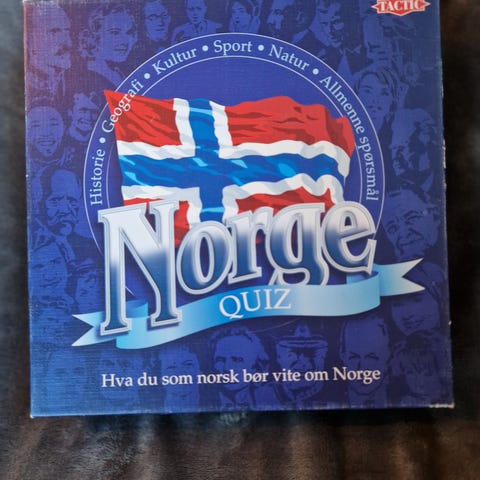 TACTIC
Historie • Geografi • Kultur • Sport • Natur • Allmenne spørsmål
Norge
QUIZ
Hva du som norsk bør vite om Norge